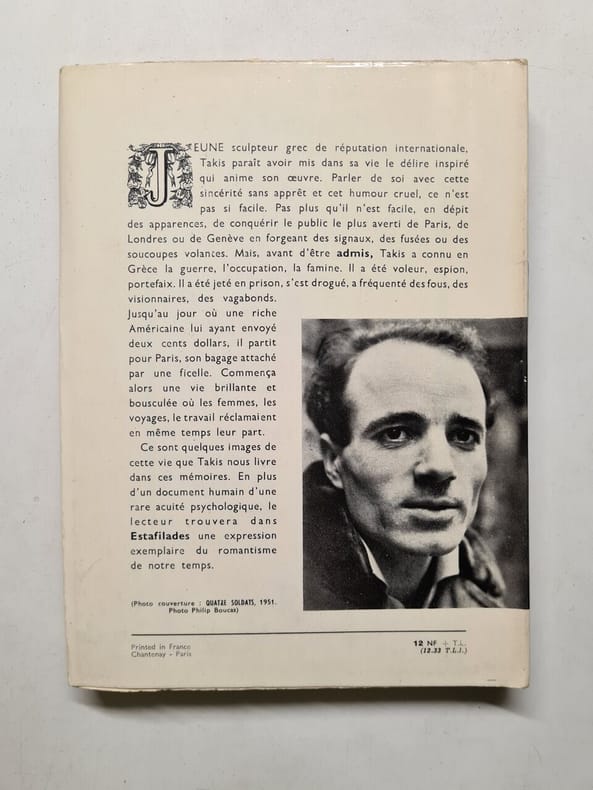 JEUNE sculpteur grec de réputation internationale,
Takis paraît avoir mis dans sa vie le délire inspiré
qui anime son œuvre. Parler de soi avec cette
sincérité sans apprêt et cet humour cruel, ce n'est
pas si facile. Pas plus qu'il n'est facile, en dépit
des apparences, de conquérir le public le plus averti de Paris, de
Londres ou de Genève en forgeant des signaux, des fusées ou des
soucoupes volantes. Mais, avant d'être admis, Takis a connu en
Grèce la guerre, l'occupation, la famine. Il a été voleur, espion,
portefaix. Il a été jeté en prison, s'est drogué, a fréquenté des fous, des
visionnaires, des vagabonds.
Jusqu'au jour où une riche
Américaine lui ayant envoyé
deux cents dollars, il partit
pour Paris, son bagage attaché
par une ficelle. Commença
alors une vie brillante et
bousculée où les femmes, les
voyages, le travail réclamaient
en même temps leur part.
Ce sont quelques images de
cette vie que Takis nous livre
dans ces mémoires. En plus
d'un document humain d'une
rare acuité psychologique, le
lecteur trouvera dans
Estafilades une expression
exemplaire du romantisme
de notre temps.
(Photo couverture : QUATRE SOLDATS, 1951.
Photo Philip Boucas)
Printed in France
Chantenay - Paris
12 NF + T.L.
(12.33 T.L.I.)